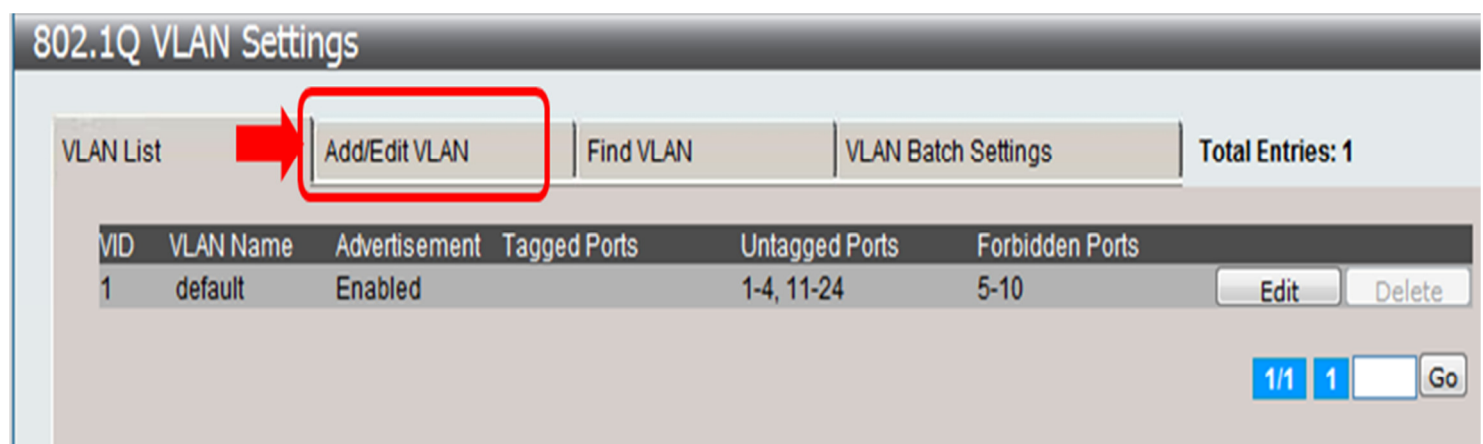 802.1Q VLAN Settings
VLAN List Add/Edit VLAN Find VLAN VLAN Batch Settings Total Entries: 1
VID VLAN Name Advertisement Tagged Ports Untagged Ports Forbidden Ports
1 default Enabled 1-4, 11-24 5-10 Edit Delete
1/1 1 Go